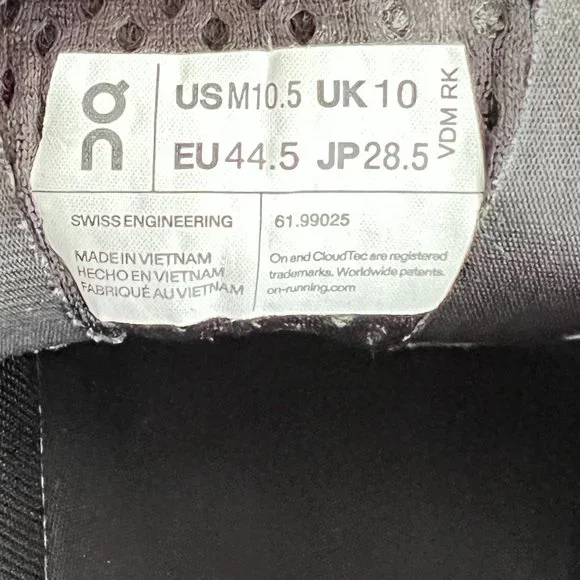 On
US M10.5 UK 10
EU 44.5 JP 28.5
VDM RK
SWISS ENGINEERING
61.99025
MADE IN VIETNAM
HECHO EN VIETNAM
FABRIQUÉ AU VIETNAM
On and CloudTec are registered
trademarks. Worldwide patents.
on-running.com